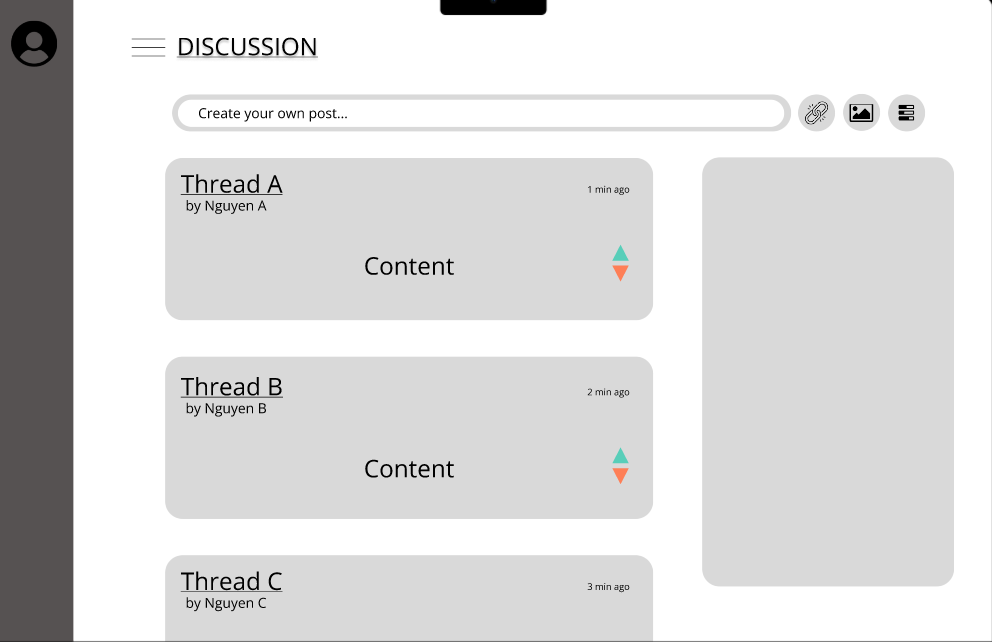 DISCUSSION
Create your own post...
Thread A
1 min ago
by Nguyen A
Content
Thread B
2 min ago
by Nguyen B
Content
Thread C
3 min ago
by Nguyen C